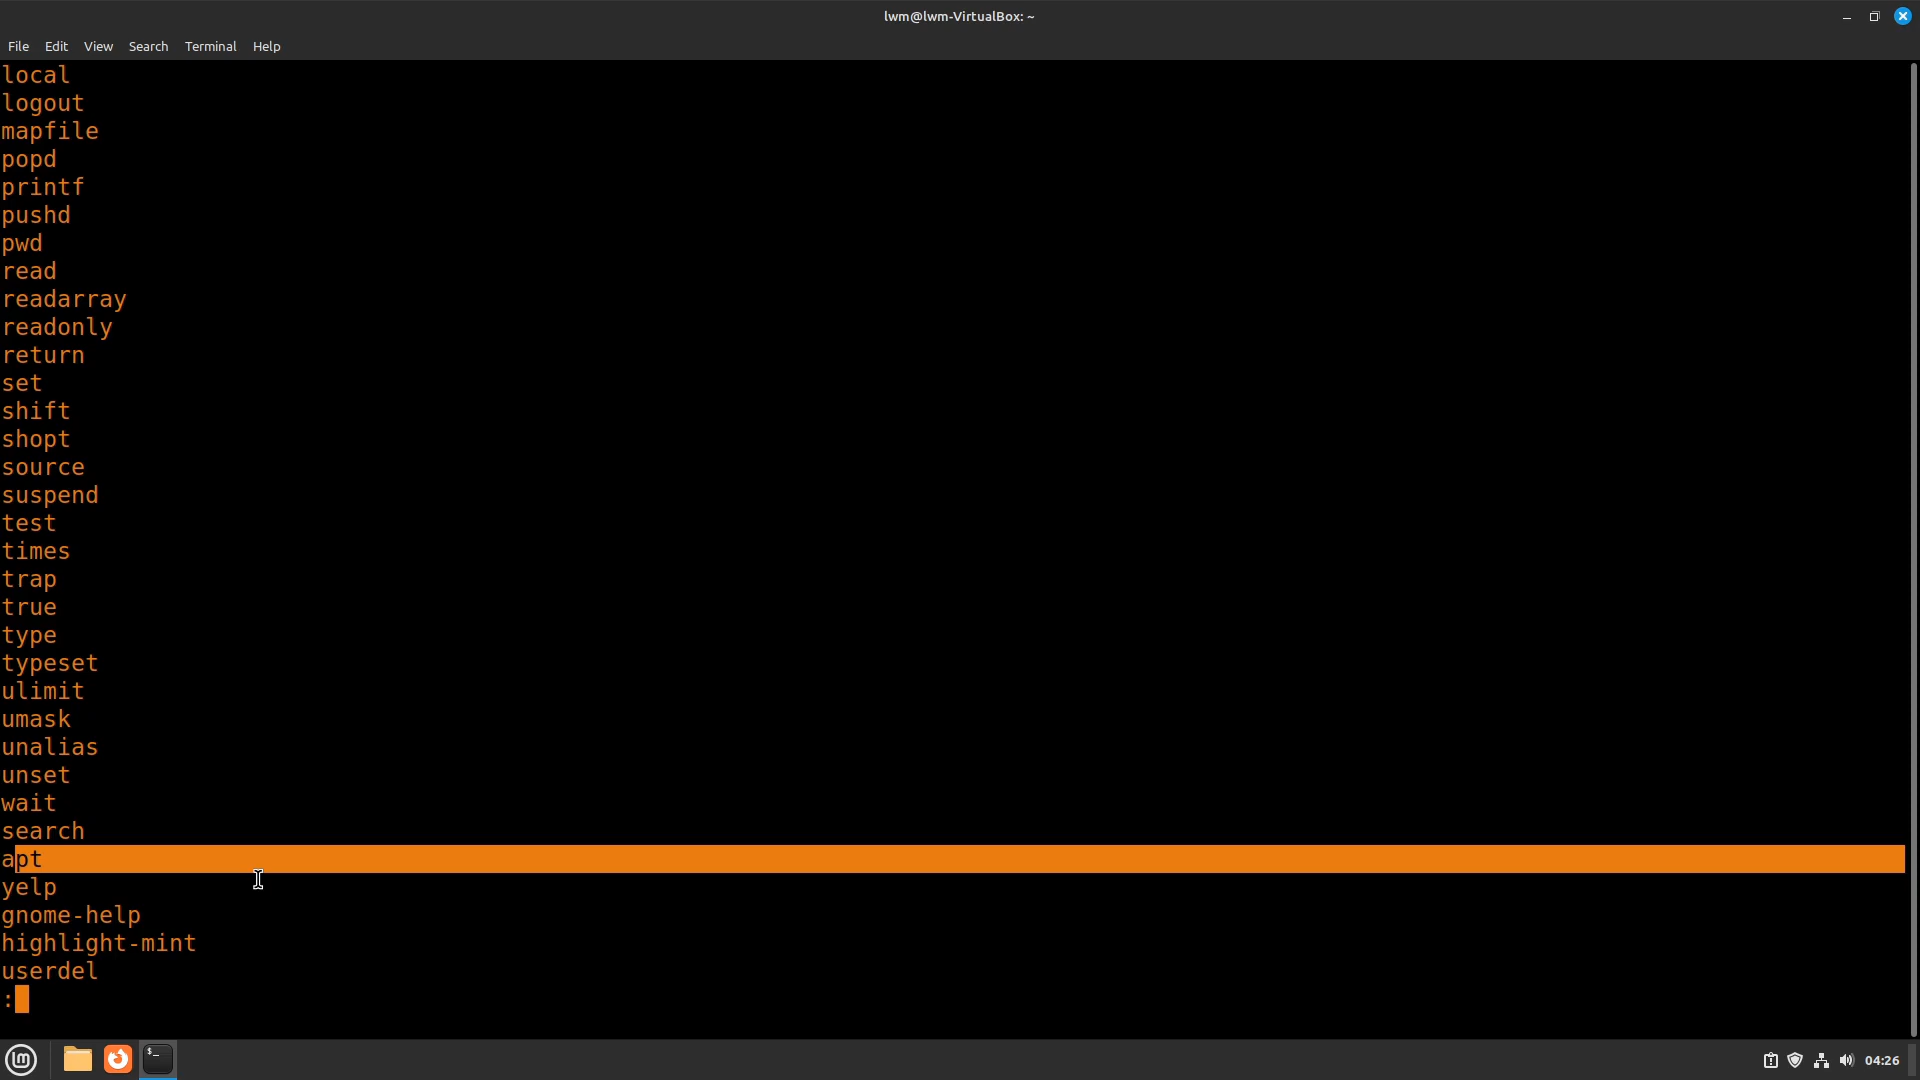 lwm@lwm-VirtualBox: ~
File Edit View Search Terminal Help
local
logout
mapfile
popd
printf
pushd
pwd
read
readarray
readonly
return
set
shift
shopt
source
suspend
test
times
trap
true
type
typeset
ulimit
umask
unalias
unset
wait
search
apt
yelp
gnome-help
highlight-mint
userdel
:
$_
04:26